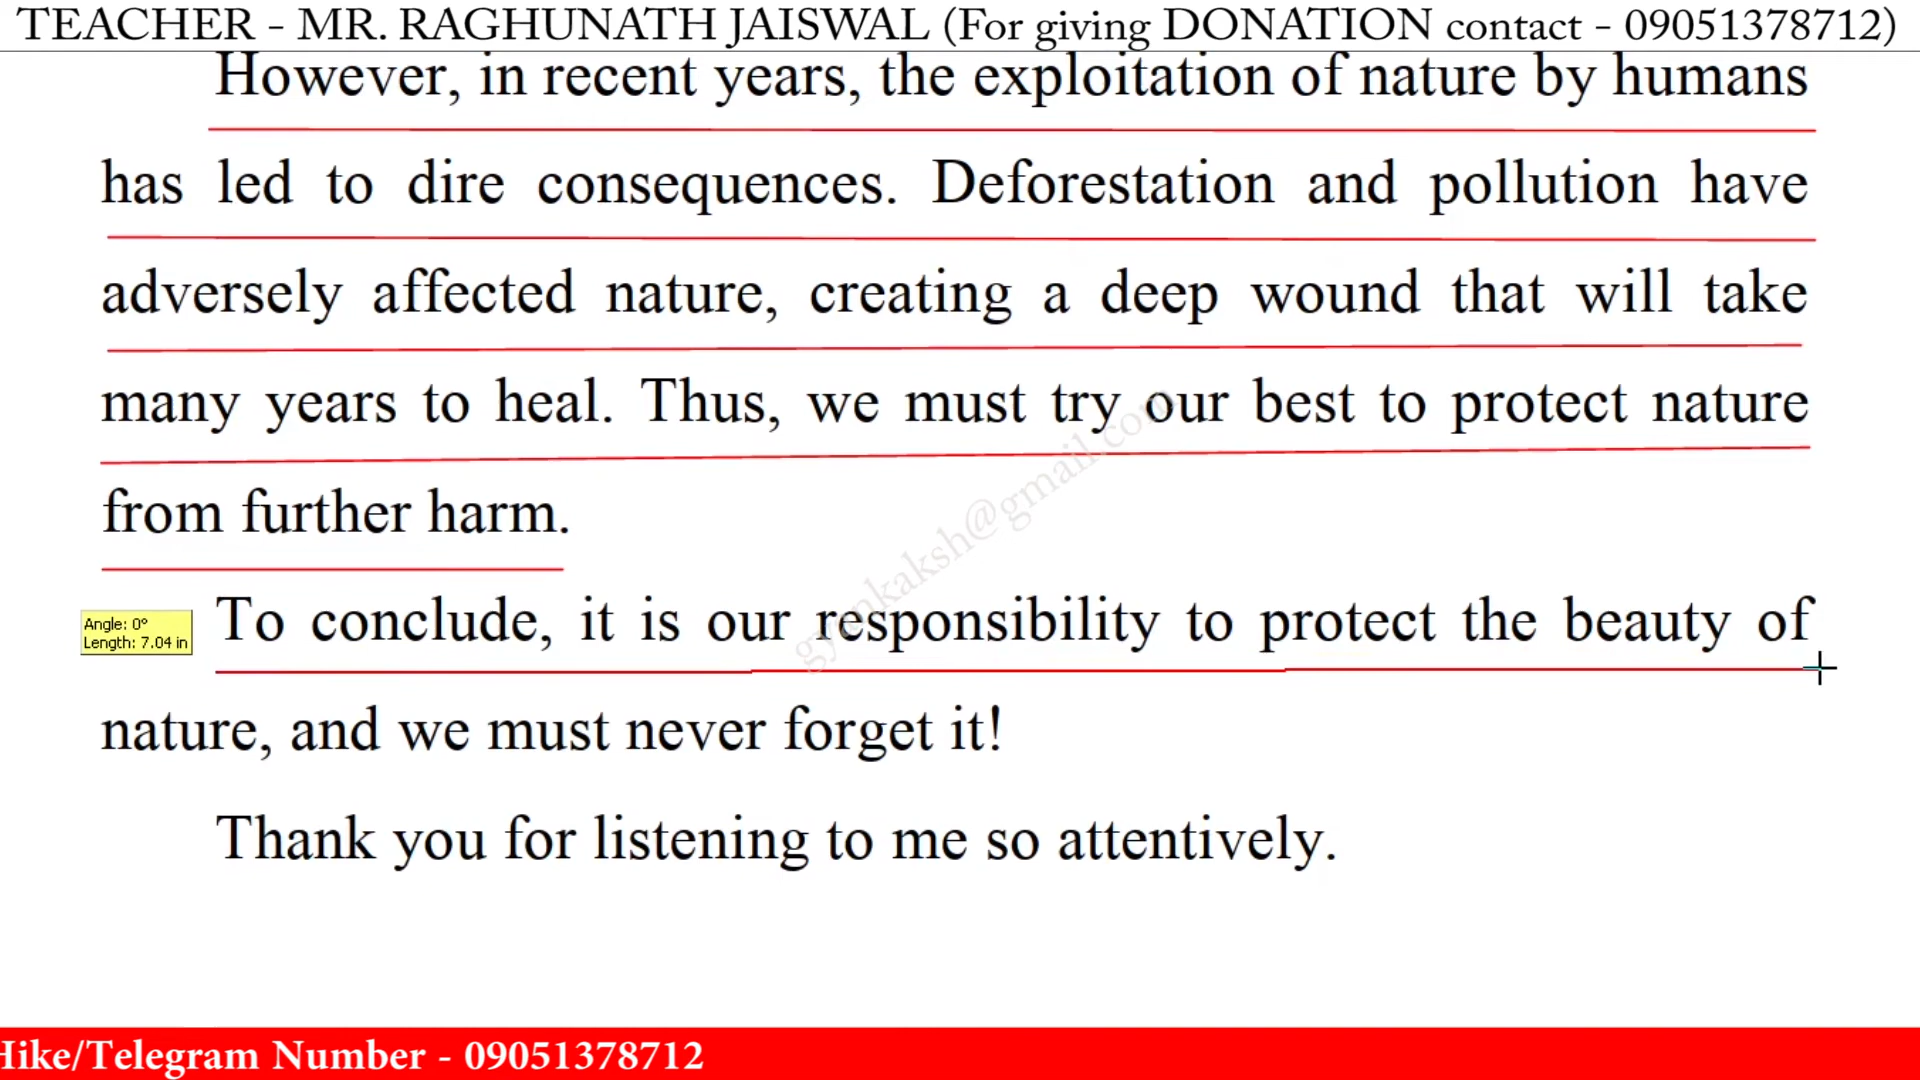 TEACHER - MR. RAGHUNATH JAISWAL (For giving DONATION contact - 09051378712)
However, in recent years, the exploitation of nature by humans
has led to dire consequences. Deforestation and pollution have
adversely affected nature, creating a deep wound that will take
many years to heal. Thus, we must try our best to protect nature
from further harm.
gyankaksh@gmail.com
Angle: 0°
Length: 7.04 in
To conclude, it is our responsibility to protect the beauty of
nature, and we must never forget it!
Thank you for listening to me so attentively.
Hike/Telegram Number - 09051378712